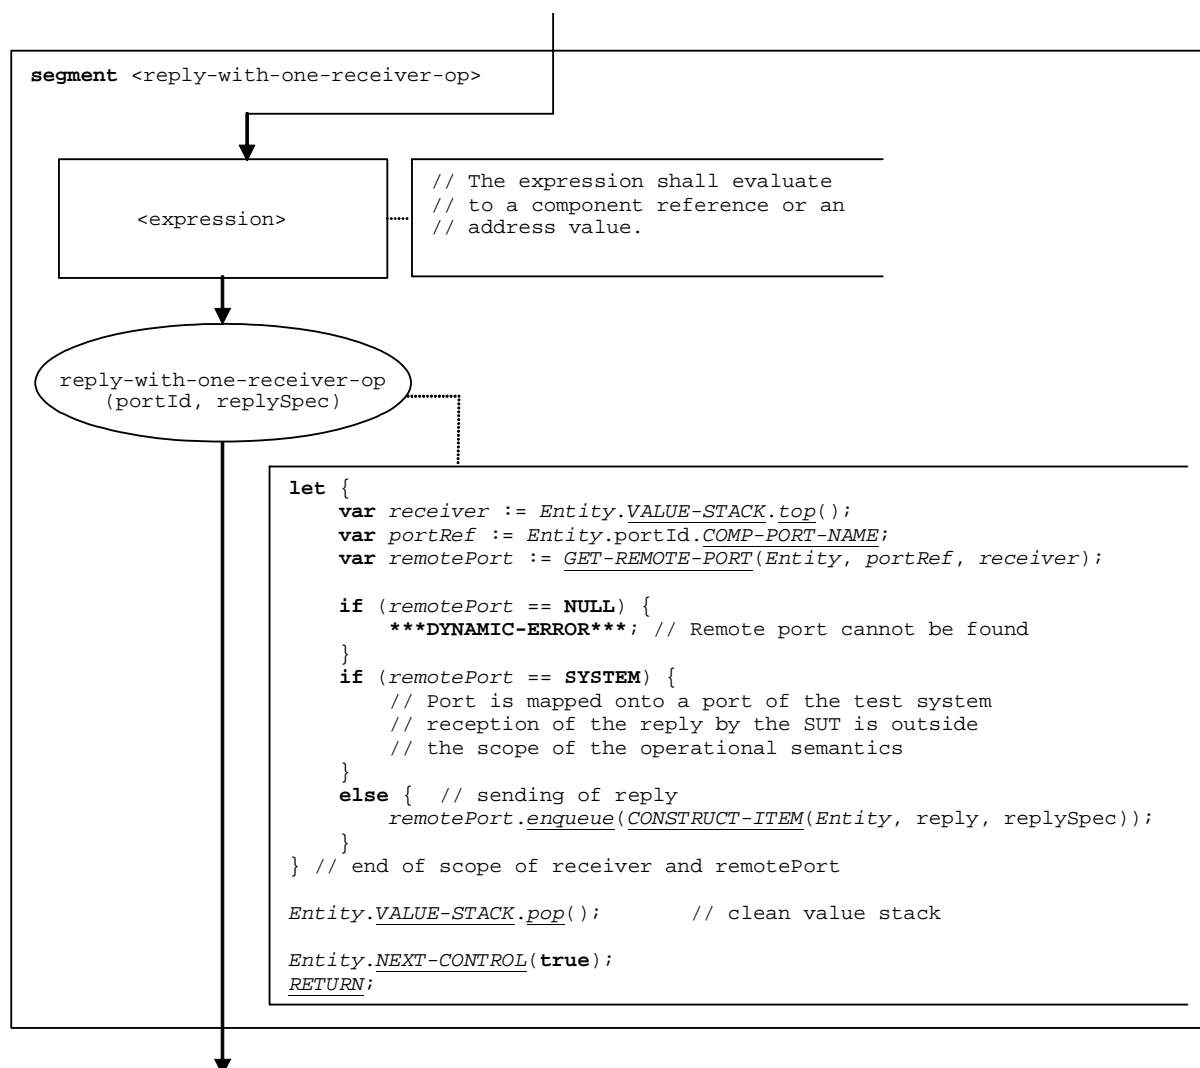 segment <reply-with-one-receiver-op>
<expression>
// The expression shall evaluate
// to a component reference or an
// address value.
reply-with-one-receiver-op
(portId, replySpec)
let {
var receiver := Entity.VALUE-STACK.top();
var portRef := Entity.portId.COMP-PORT-NAME;
var remotePort := GET-REMOTE-PORT(Entity, portRef, receiver);
if (remotePort == NULL) {
***DYNAMIC-ERROR***; // Remote port cannot be found
}
if (remotePort == SYSTEM) {
// Port is mapped onto a port of the test system
// reception of the reply by the SUT is outside
// the scope of the operational semantics
}
else { // sending of reply
remotePort.enqueue(CONSTRUCT-ITEM(Entity, reply, replySpec));
}
} // end of scope of receiver and remotePort
Entity.VALUE-STACK.pop(); // clean value stack
Entity.NEXT-CONTROL(true);
RETURN;